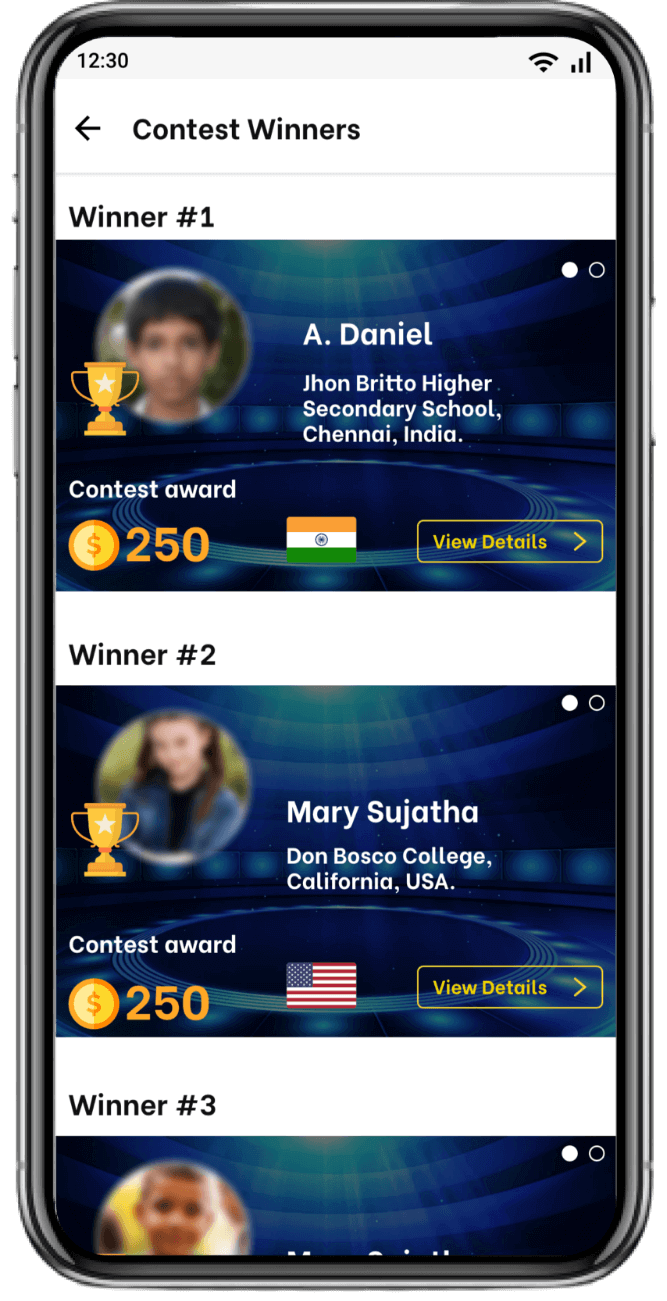 12:30
Contest Winners
Winner #1
A. Daniel
Jhon Britto Higher
Secondary School,
Chennai, India.
Contest award
$ 250
View Details
Winner #2
Mary Sujatha
Don Bosco College,
California, USA.
Contest award
$ 250
View Details
Winner #3